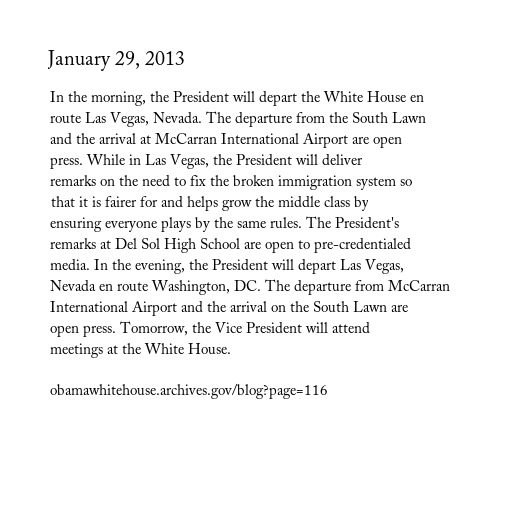 January 29, 2013
In the morning, the President will depart the White House en
route Las Vegas, Nevada. The departure from the South Lawn
and the arrival at McCarran International Airport are open
press. While in Las Vegas, the President will deliver
remarks on the need to fix the broken immigration system so
that it is fairer for and helps grow the middle class by
ensuring everyone plays by the same rules. The President's
remarks at Del Sol High School are open to pre-credentialed
media. In the evening, the President will depart Las Vegas,
Nevada en route Washington, DC. The departure from McCarran
International Airport and the arrival on the South Lawn are
open press. Tomorrow, the Vice President will attend
meetings at the White House.
obamawhitehouse.archives.gov/blog?page=116